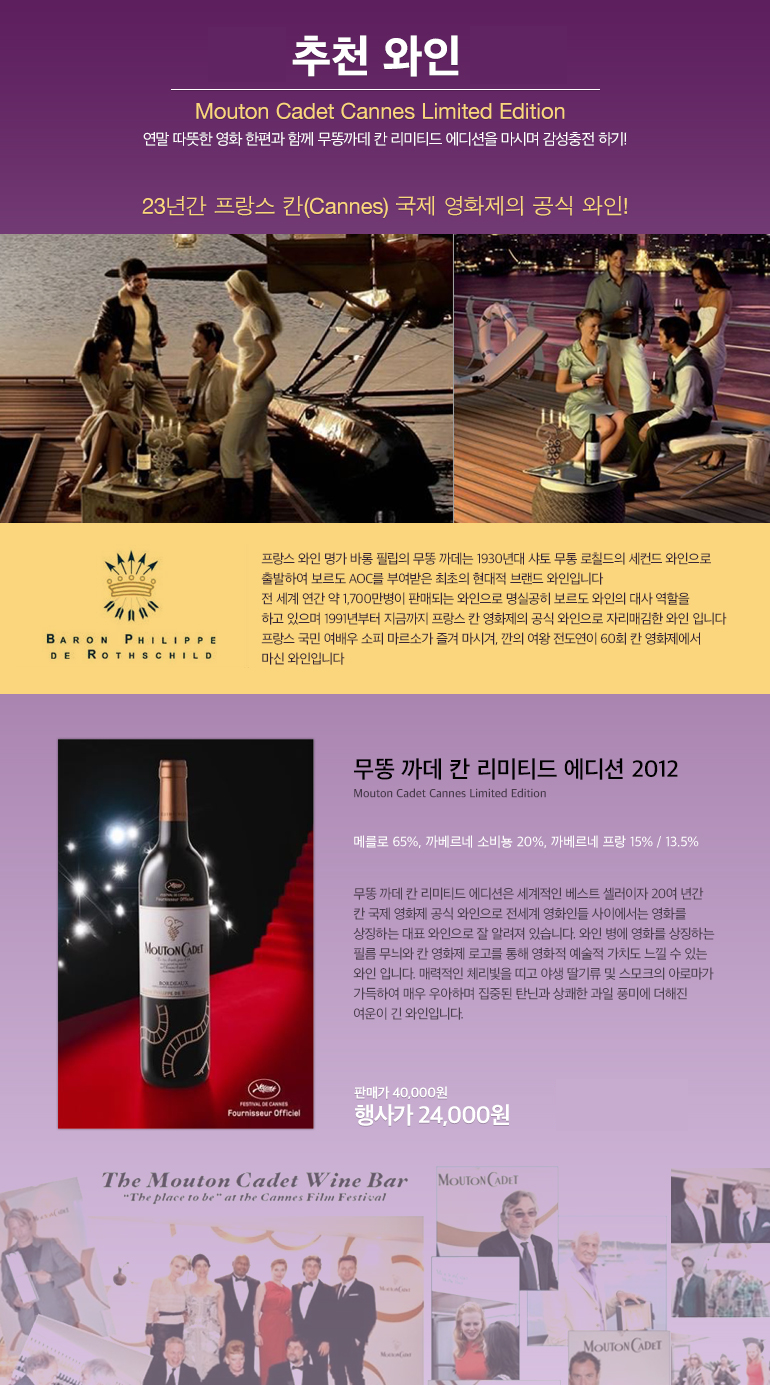 추천 와인
Mouton Cadet Cannes Limited Edition
연말 따뜻한 영화 한편과 함께 무똥까데 칸 리미티드 에디션을 마시며 감성충전 하기!
23년간 프랑스 칸(Cannes) 국제 영화제의 공식 와인!
프랑스 와인 명가 바롱 필립의 무똥 까데는 1930년대 샤토 무통 로칠드의 세컨드 와인으로
출발하여 보르도 AOC를 부여받은 최초의 현대적 브랜드 와인입니다
전 세계 연간 약 1,700만병이 판매되는 와인으로 명실공히 보르도 와인의 대사 역할을
하고 있으며 1991년부터 지금까지 프랑스 칸 영화제의 공식 와인으로 자리매김한 와인 입니다
프랑스 국민 여배우 소피 마르소가 즐겨 마시겨, 깐의 여왕 전도연이 60회 칸 영화제에서
마신 와인입니다
BARON PHILIPPE
DE ROTHSCHILD
무똥 까데 칸 리미티드 에디션 2012
Mouton Cadet Cannes Limited Edition
메를로 65%, 까베르네 소비뇽 20%, 까베르네 프랑 15% / 13.5%
무똥 까데 칸 리미티드 에디션은 세계적인 베스트 셀러이자 20여 년간
칸 국제 영화제 공식 와인으로 전세계 영화인들 사이에서는 영화를
상징하는 대표 와인으로 잘 알려져 있습니다. 와인 병에 영화를 상징하는
필름 무늬와 칸 영화제 로고를 통해 영화적 예술적 가치도 느낄 수 있는
와인 입니다. 매력적인 체리빛을 띠고 야생 딸기류 및 스모크의 아로마가
가득하여 매우 우아하며 집중된 탄닌과 상쾌한 과일 풍미에 더해진
여운이 긴 와인입니다.
판매가 40,000원
행사가 24,000원
FESTIVAL DE CANNES
Fournisseur Officiel
MOUTON CADET
BORDEAUX
FESTIVAL DE CANNES
Fournisseur Officiel
The Mouton Cadet Wine Bar
“The place to be” at the Cannes Film Festival
MOUTON CADET
MOUTON CADET